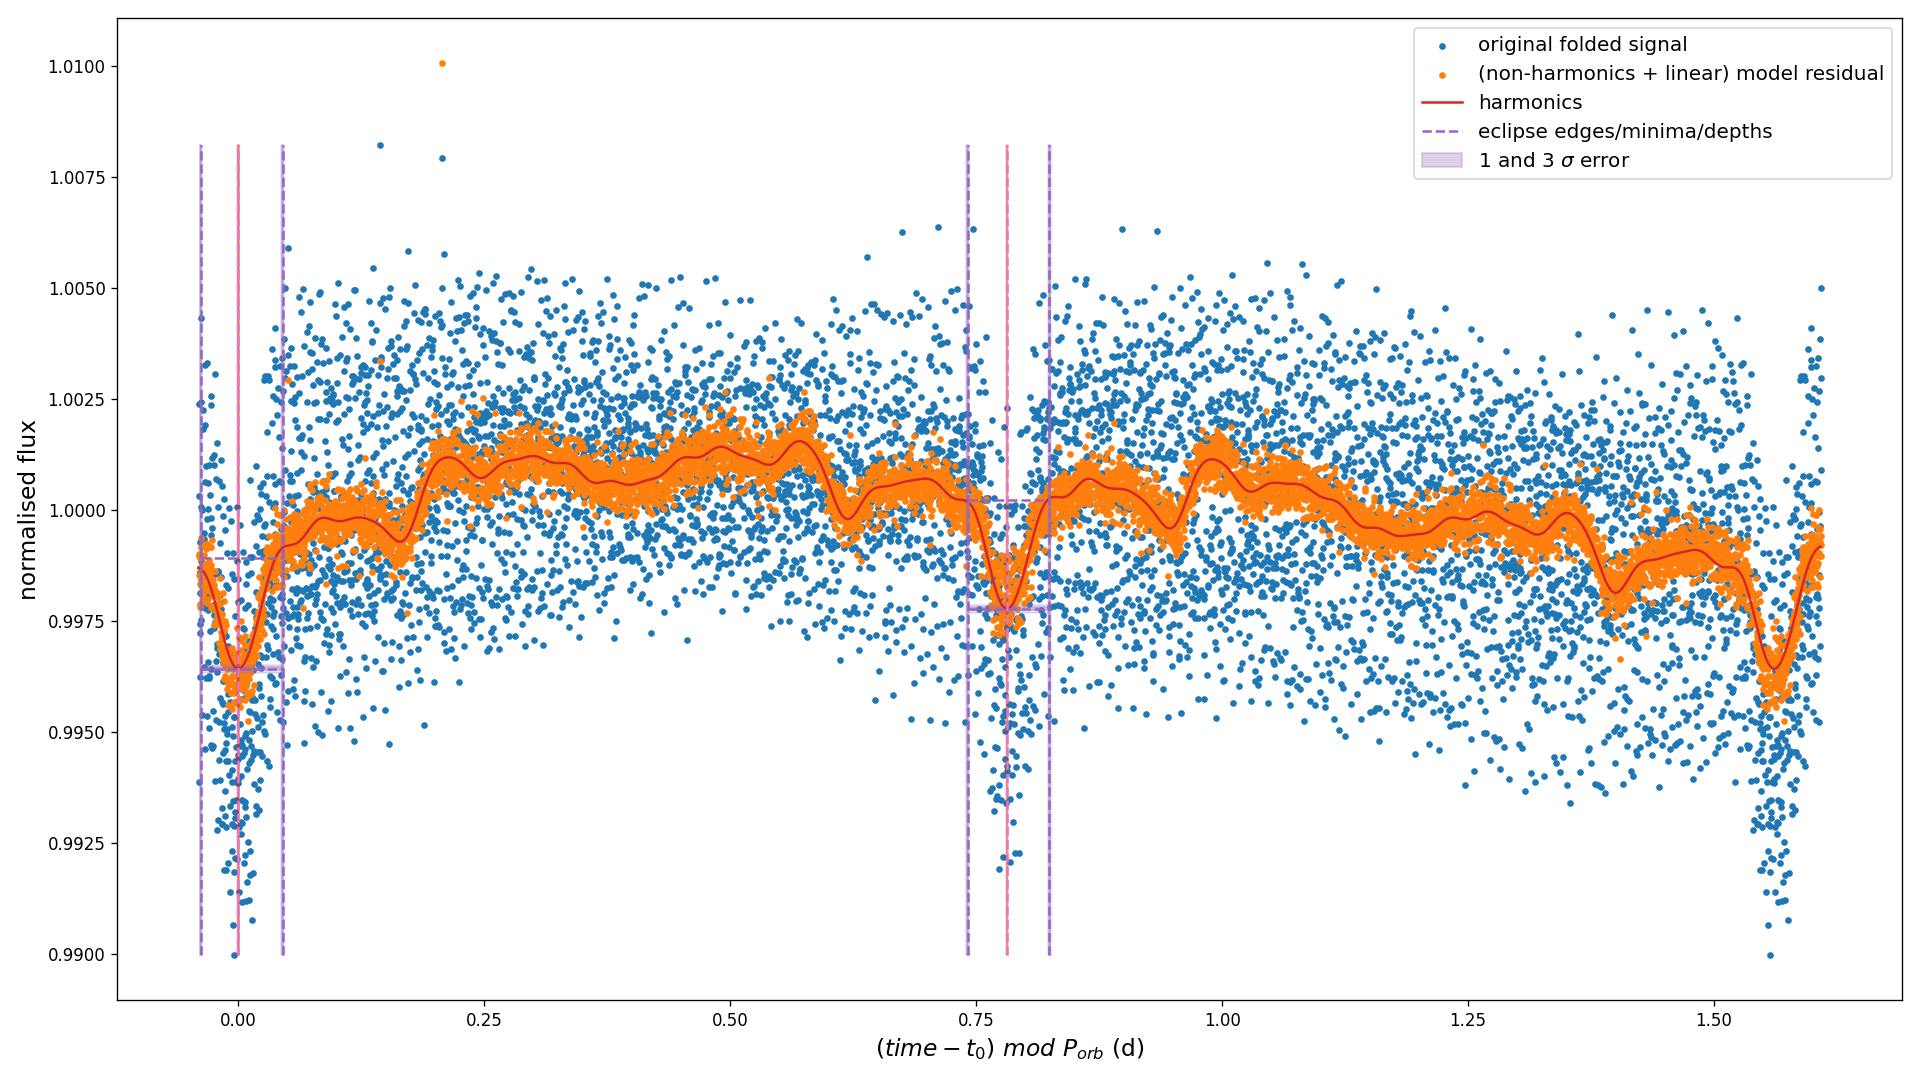 original folded signal
(non-harmonics + linear) model residual
harmonics
eclipse edges/minima/depths
1 and 3 σ error
normalised flux
1.0100
1.0075
1.0050
1.0025
1.0000
0.9975
0.9950
0.9925
0.9900
0.00 0.25 0.50 0.75 1.00 1.25 1.50
(time − t₀) mod P_orb (d)